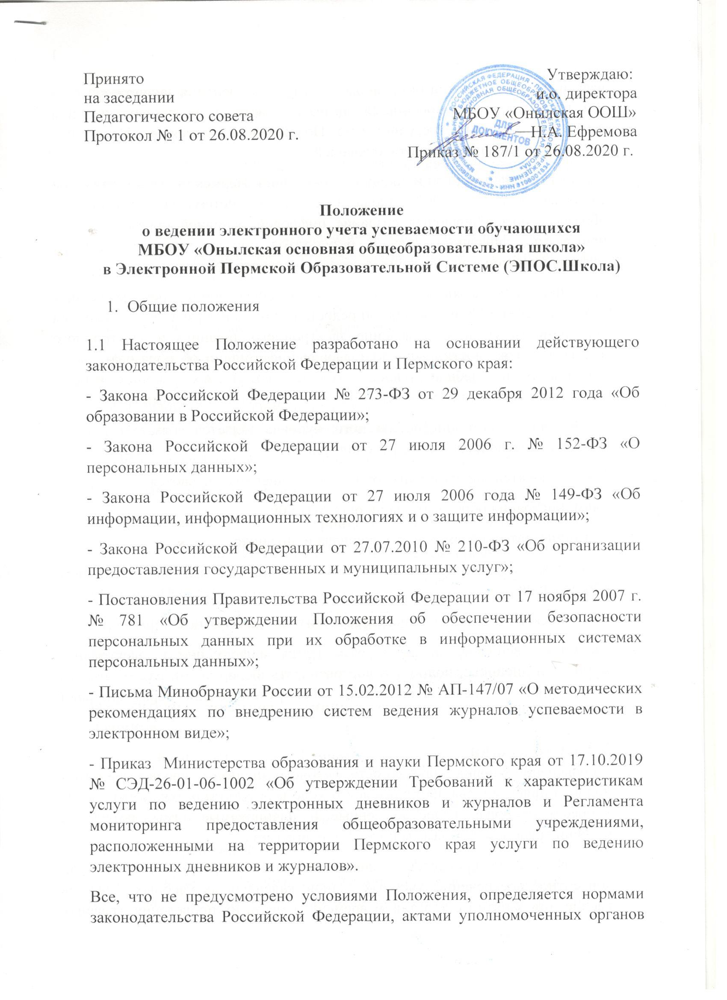 Принято
на заседании
Педагогического совета
Протокол № 1 от 26.08.2020 г.
Утверждаю:
и.о. директора
МБОУ «Онылская ООШ»
Н.А. Ефремова
Приказ № 187/1 от 26.08.2020 г.
РОССИЙСКАЯ ФЕДЕРАЦИЯ • ПЕРМСКИЙ КРАЙ
БЮДЖЕТНОЕ ОБЩЕОБРАЗОВАТЕЛЬНОЕ УЧРЕЖДЕНИЕ
ОСНОВНАЯ ОБЩЕОБРАЗОВАТЕЛЬНАЯ ШКОЛА»
ДЛЯ
ДОКУМЕНТОВ
Положение
о ведении электронного учета успеваемости обучающихся
МБОУ «Онылская основная общеобразовательная школа»
в Электронной Пермской Образовательной Системе (ЭПОС.Школа)
1. Общие положения
1.1 Настоящее Положение разработано на основании действующего
законодательства Российской Федерации и Пермского края:
- Закона Российской Федерации № 273-ФЗ от 29 декабря 2012 года «Об
образовании в Российской Федерации»;
- Закона Российской Федерации от 27 июля 2006 г. № 152-ФЗ «О
персональных данных»;
- Закона Российской Федерации от 27 июля 2006 года № 149-ФЗ «Об
информации, информационных технологиях и о защите информации»;
- Закона Российской Федерации от 27.07.2010 № 210-ФЗ «Об организации
предоставления государственных и муниципальных услуг»;
- Постановления Правительства Российской Федерации от 17 ноября 2007 г.
№ 781 «Об утверждении Положения об обеспечении безопасности
персональных данных при их обработке в информационных системах
персональных данных»;
- Письма Минобрнауки России от 15.02.2012 № АП-147/07 «О методических
рекомендациях по внедрению систем ведения журналов успеваемости в
электронном виде»;
- Приказ Министерства образования и науки Пермского края от 17.10.2019
№ СЭД-26-01-06-1002 «Об утверждении Требований к характеристикам
услуги по ведению электронных дневников и журналов и Регламента
мониторинга предоставления общеобразовательными учреждениями,
расположенными на территории Пермского края услуги по ведению
электронных дневников и журналов».
Все, что не предусмотрено условиями Положения, определяется нормами
законодательства Российской Федерации, актами уполномоченных органов